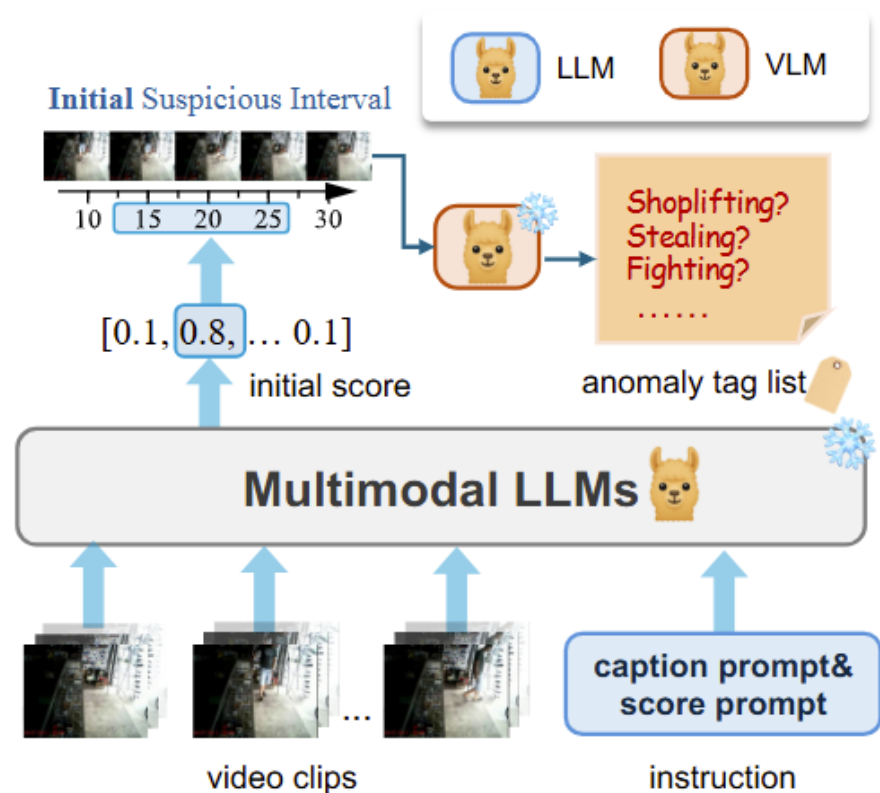 LLM
VLM
Initial Suspicious Interval
10 15 20 25 30
Shoplifting?
Stealing?
Fighting?
......
[0.1, 0.8, ... 0.1]
initial score
anomaly tag list
Multimodal LLMs
...
caption prompt&
score prompt
video clips
instruction